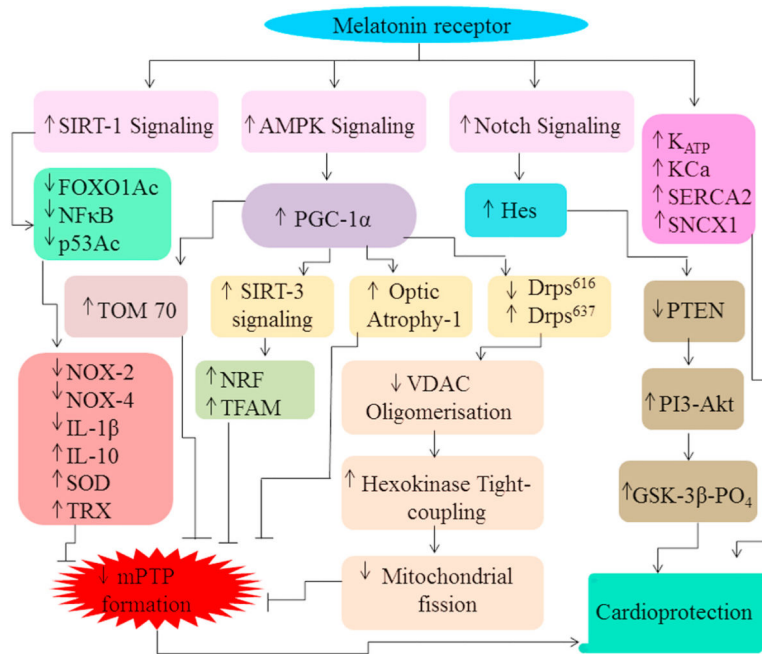 Melatonin receptor
↑ SIRT-1 Signaling
↑ AMPK Signaling
↑ Notch Signaling
↑ K_ATP
↑ KCa
↑ SERCA2
↑ SNCX1
↓ FOXO1Ac
↓ NFκB
↓ p53Ac
↑ PGC-1α
↑ Hes
↑ TOM 70
↑ SIRT-3
signaling
↑ Optic
Atrophy-1
↓ Drps⁶¹⁶
↑ Drps⁶³⁷
↓ PTEN
↓ NOX-2
↓ NOX-4
↓ IL-1β
↑ IL-10
↑ SOD
↑ TRX
↑ NRF
↑ TFAM
↓ VDAC
Oligomerisation
↑ PI3-Akt
↑ Hexokinase Tight-
coupling
↑ GSK-3β-PO₄
↓ mPTP
formation
↓ Mitochondrial
fission
Cardioprotection